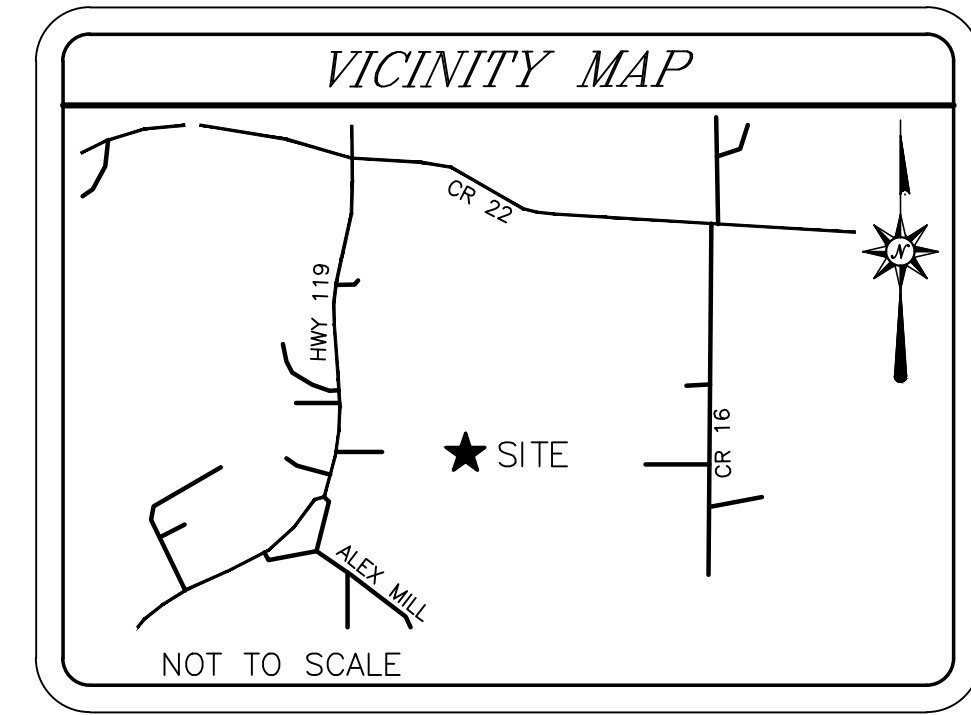 VICINITY MAP
CR 22
N
HWY 119
CR 16
SITE
ALEX MILL
NOT TO SCALE